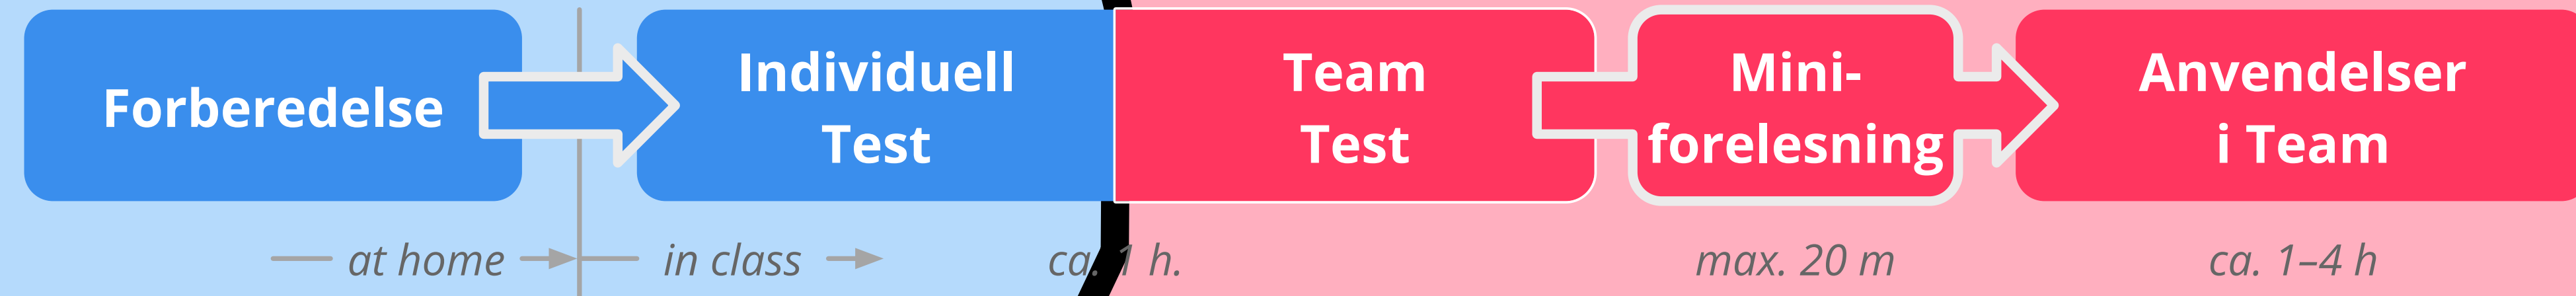 Forberedelse
Individuell
Test
Team
Test
Mini-
forelesning
Anvendelser
i Team
at home
in class
ca. 1 h.
max. 20 m
ca. 1–4 h